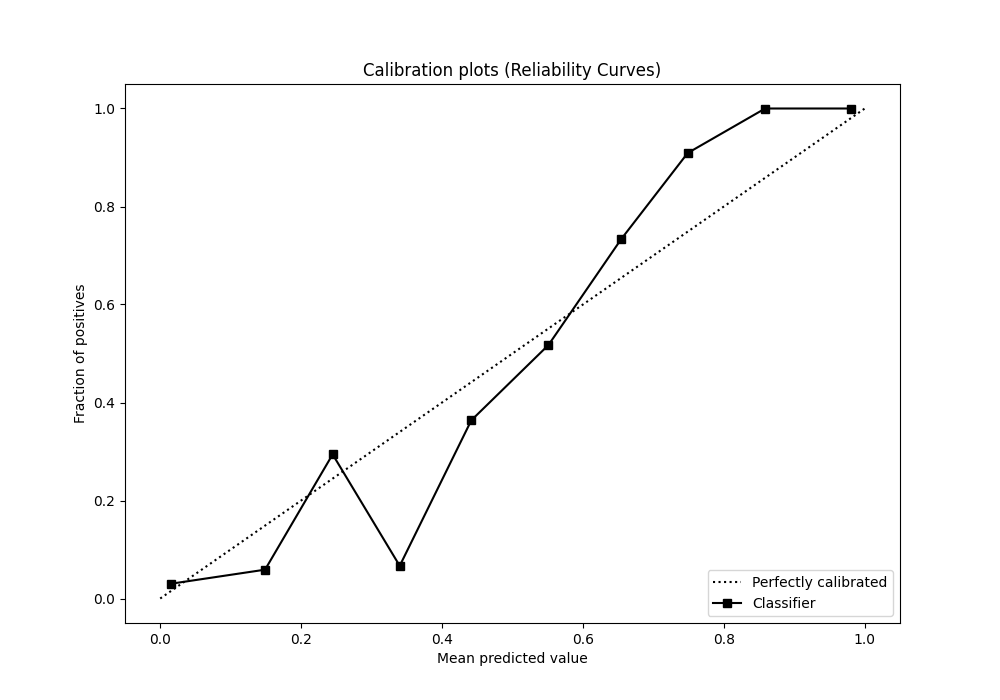 Calibration plots (Reliability Curves)
Fraction of positives
1.0
0.8
0.6
0.4
0.2
0.0
0.0 0.2 0.4 0.6 0.8 1.0
Mean predicted value
Perfectly calibrated
Classifier